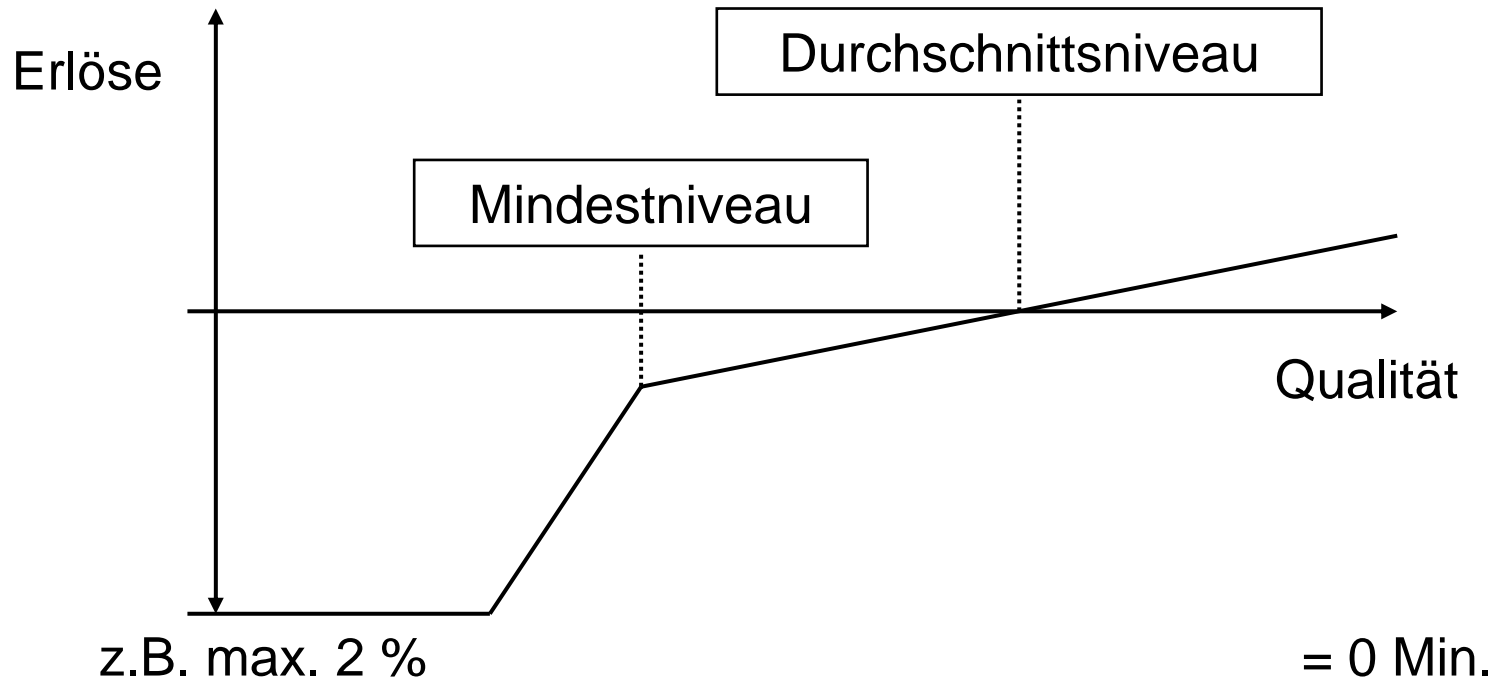 Erlöse
Durchschnittsniveau
Mindestniveau
Qualität
z.B. max. 2 %
= 0 Min.